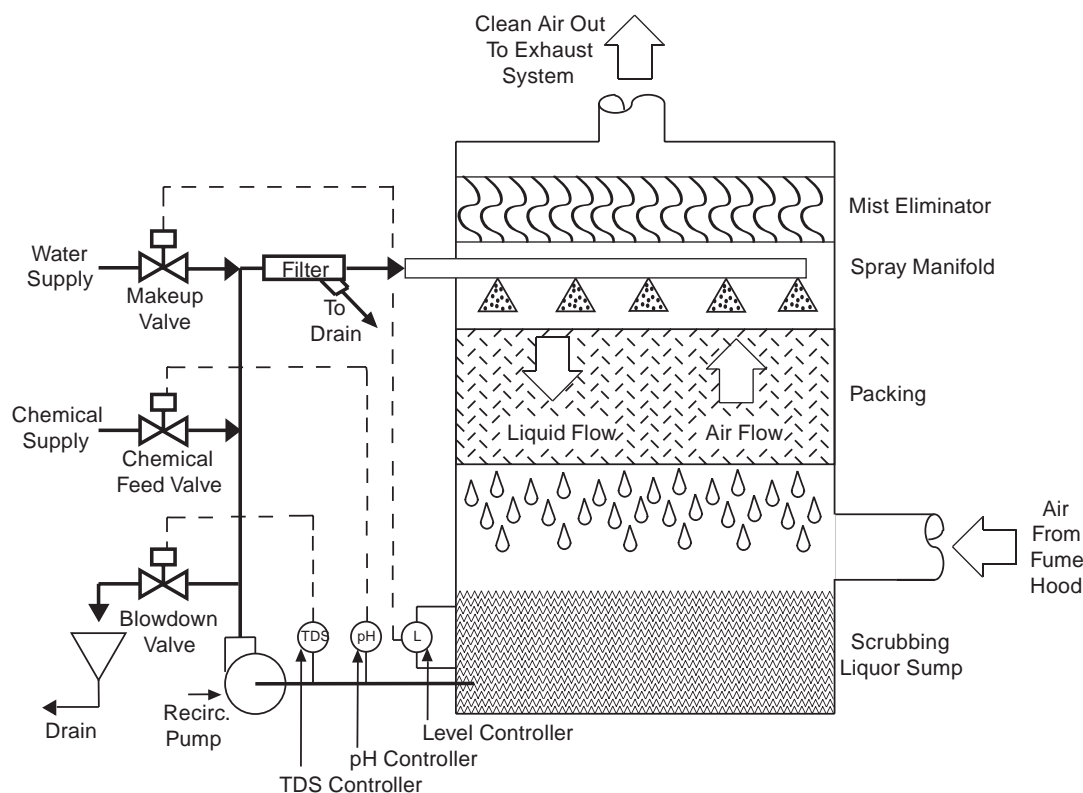 Clean Air Out
To Exhaust
System
Mist Eliminator
Water
Supply
Makeup
Valve
Filter
To
Drain
Spray Manifold
Chemical
Supply
Chemical
Feed Valve
Packing
Liquid Flow
Air Flow
Air
From
Fume
Hood
Blowdown
Valve
TDS
pH
L
Scrubbing
Liquor Sump
Drain
Recirc.
Pump
Level Controller
pH Controller
TDS Controller